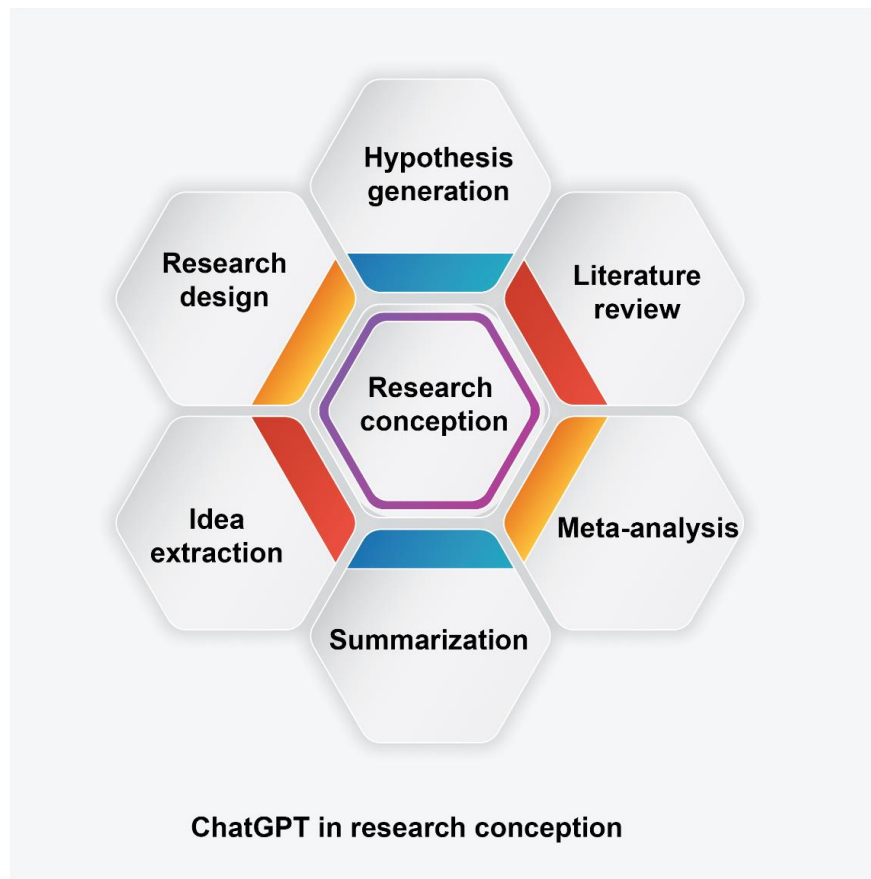 Hypothesis
generation
Research
design
Literature
review
Research
conception
Idea
extraction
Meta-analysis
Summarization
ChatGPT in research conception